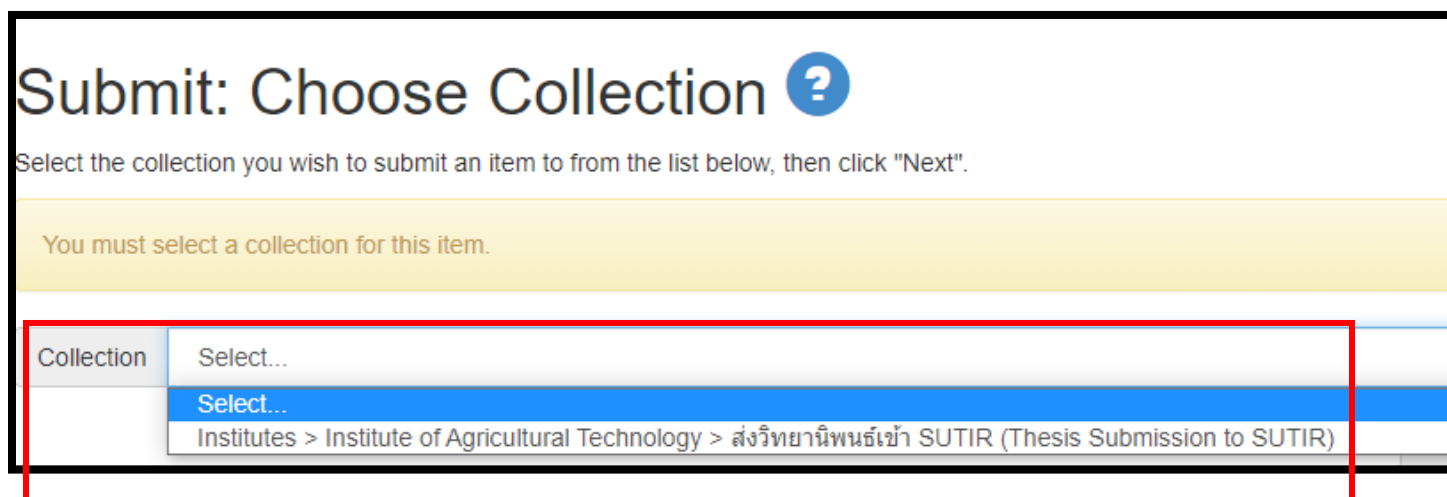 Submit: Choose Collection ?
Select the collection you wish to submit an item to from the list below, then click "Next".
You must select a collection for this item.
Collection Select...
Select...
Institutes > Institute of Agricultural Technology > ส่งวิทยานิพนธ์เข้า SUTIR (Thesis Submission to SUTIR)